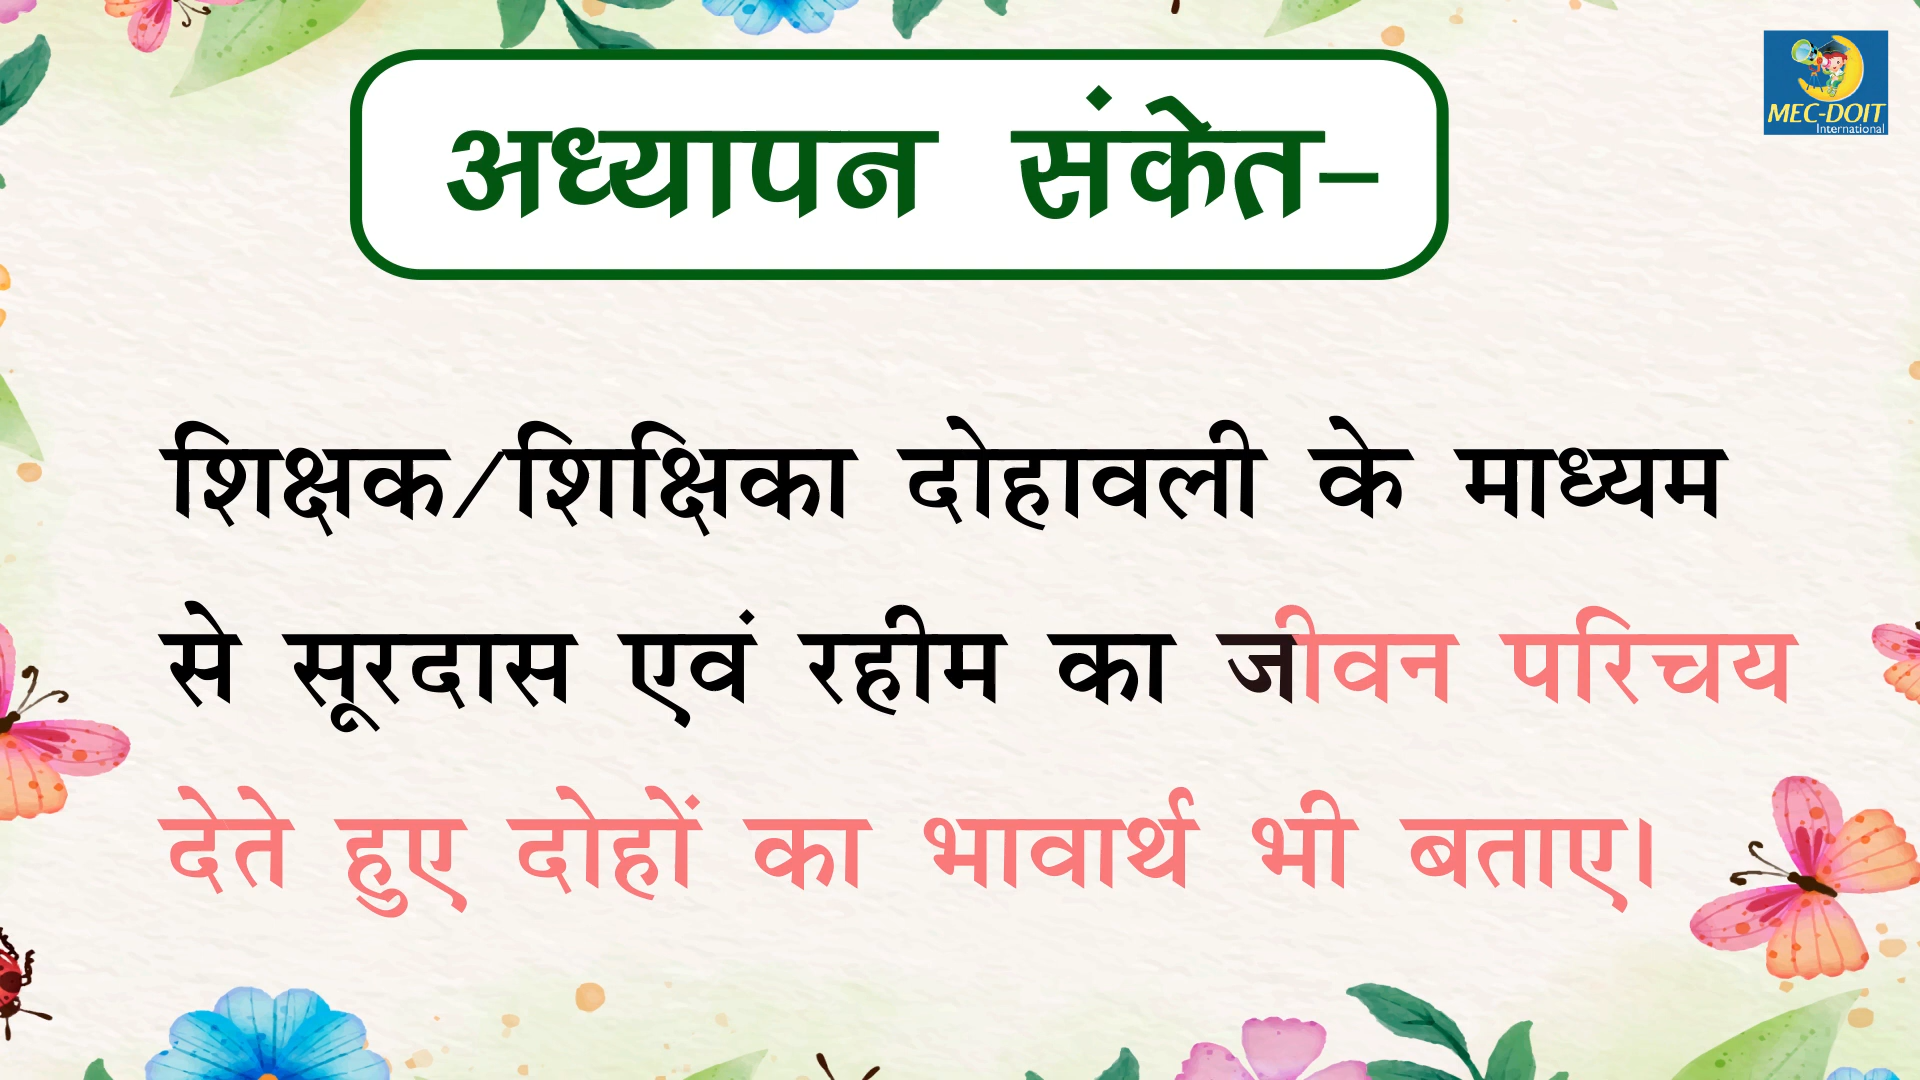 अध्यापन संकेत-
MEC-DOIT
International
शिक्षक/शिक्षिका दोहावली के माध्यम
से सूरदास एवं रहीम का जीवन परिचय
देते हुए दोहों का भावार्थ भी बताए।